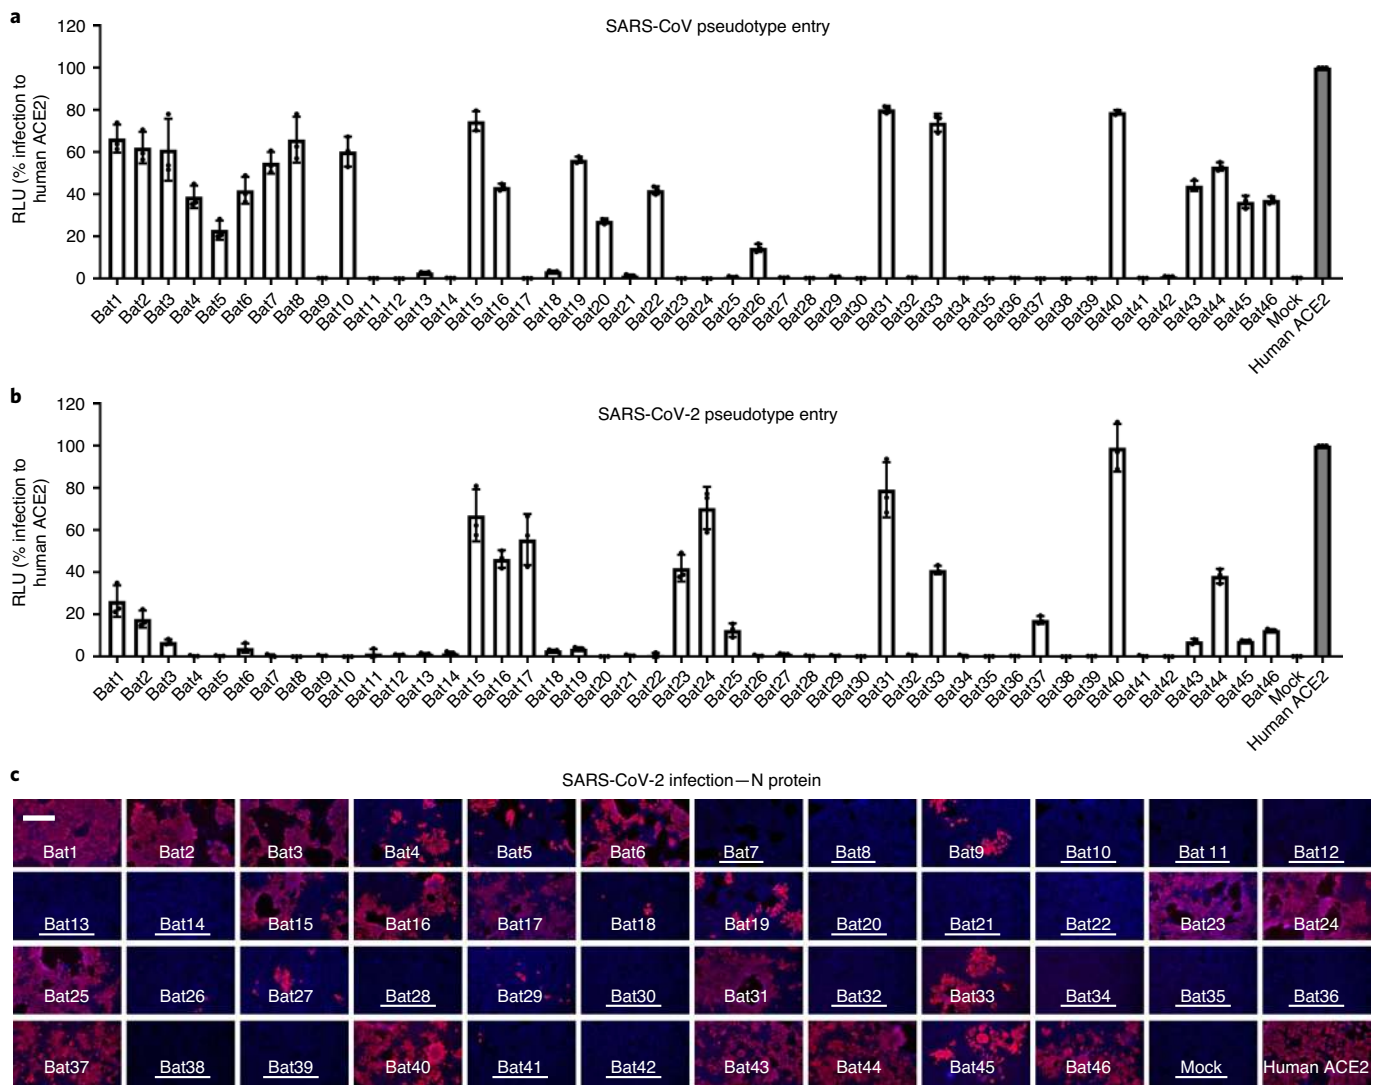 a
SARS-CoV pseudotype entry
RLU (% infection to
human ACE2)
120
100
80
60
40
20
0
Bat1 Bat2 Bat3 Bat4 Bat5 Bat6 Bat7 Bat8 Bat9 Bat10 Bat11 Bat12 Bat13 Bat14 Bat15 Bat16 Bat17 Bat18 Bat19 Bat20 Bat21 Bat22 Bat23 Bat24 Bat25 Bat26 Bat27 Bat28 Bat29 Bat30 Bat31 Bat32 Bat33 Bat34 Bat35 Bat36 Bat37 Bat38 Bat39 Bat40 Bat41 Bat42 Bat43 Bat44 Bat45 Bat46 Mock Human ACE2
b
SARS-CoV-2 pseudotype entry
RLU (% infection to
human ACE2)
120
100
80
60
40
20
0
Bat1 Bat2 Bat3 Bat4 Bat5 Bat6 Bat7 Bat8 Bat9 Bat10 Bat11 Bat12 Bat13 Bat14 Bat15 Bat16 Bat17 Bat18 Bat19 Bat20 Bat21 Bat22 Bat23 Bat24 Bat25 Bat26 Bat27 Bat28 Bat29 Bat30 Bat31 Bat32 Bat33 Bat34 Bat35 Bat36 Bat37 Bat38 Bat39 Bat40 Bat41 Bat42 Bat43 Bat44 Bat45 Bat46 Mock Human ACE2
c
SARS-CoV-2 infection—N protein
Bat1 Bat2 Bat3 Bat4 Bat5 Bat6 Bat7 Bat8 Bat9 Bat10 Bat 11 Bat12
Bat13 Bat14 Bat15 Bat16 Bat17 Bat18 Bat19 Bat20 Bat21 Bat22 Bat23 Bat24
Bat25 Bat26 Bat27 Bat28 Bat29 Bat30 Bat31 Bat32 Bat33 Bat34 Bat35 Bat36
Bat37 Bat38 Bat39 Bat40 Bat41 Bat42 Bat43 Bat44 Bat45 Bat46 Mock Human ACE2